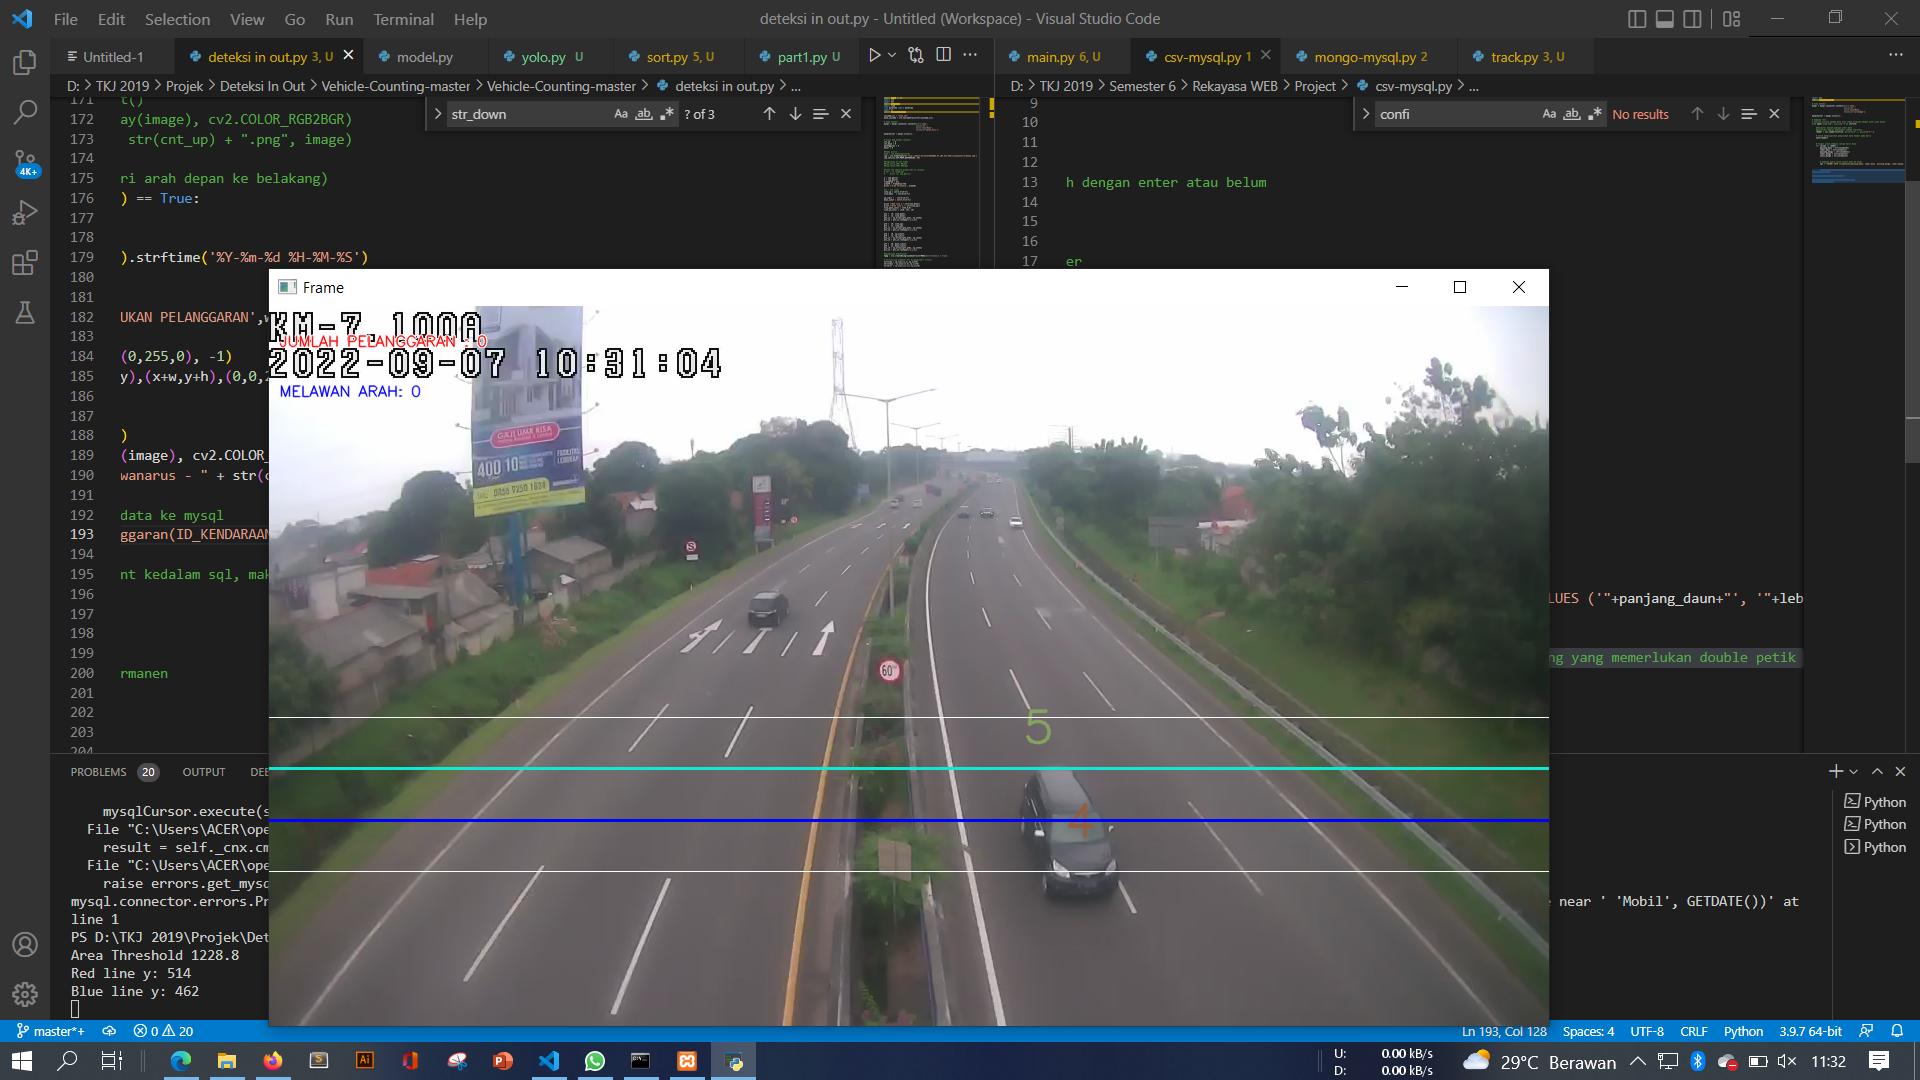 File Edit Selection View Go Run Terminal Help
deteksi in out.py - Untitled (Workspace) - Visual Studio Code
Untitled-1
deteksi in out.py 3, U
model.py
yolo.py U
sort.py 5, U
part1.py U
main.py 6, U
csv-mysql.py 1
mongo-mysql.py 2
track.py 3, U
D: > TKJ 2019 > Projek > Deteksi In Out > Vehicle-Counting-master > Vehicle-Counting-master > deteksi in out.py > ...
D: > TKJ 2019 > Semester 6 > Rekayasa WEB > Project > csv-mysql.py > ...
str_down
Aa ab .*
? of 3
confi
Aa ab .*
No results
171 t()
172 ay(image), cv2.COLOR_RGB2BGR)
173 str(cnt_up) + ".png", image)
174
175 ri arah depan ke belakang)
176 ) == True:
177
178
179 ).strftime('%Y-%m-%d %H-%M-%S')
180
181
182 UKAN PELANGGARAN'
183
184 (0,255,0), -1)
185 y),(x+w,y+h),(0,0,
186
187
188 )
189 (image), cv2.COLOR_
190 wanarus - " + str(
191
192 data ke mysql
193 ggaran(ID_KENDARAAN
194
195 nt kedalam sql, mak
196
197
198
199
200 rmanen
201
202
203
204
9
10
11
12
13 h dengan enter atau belum
14
15
16
17 er
LUES ('"+panjang_daun+"', '"+leb
ng yang memerlukan double petik
Frame
KM-7.100A
JUMLAH PELANGGARAN : 0
2022-09-07 10:31:04
MELAWAN ARAH: 0
400 10
60
5
4
PROBLEMS 20 OUTPUT DEB
mysqlCursor.execute(s
File "C:\Users\ACER\ope
result = self._cnx.cm
File "C:\Users\ACER\ope
raise errors.get_mysq
mysql.connector.errors.Pr
e near ' 'Mobil', GETDATE())' at
line 1
PS D:\TKJ 2019\Projek\Det
Area Threshold 1228.8
Red line y: 514
Blue line y: 462
Python
Python
Python
4K+
master*+
0 20
Ln 193, Col 128 Spaces: 4 UTF-8 CRLF Python 3.9.7 64-bit
U: 0.00 kB/s
D: 0.00 kB/s
29°C Berawan
11:32